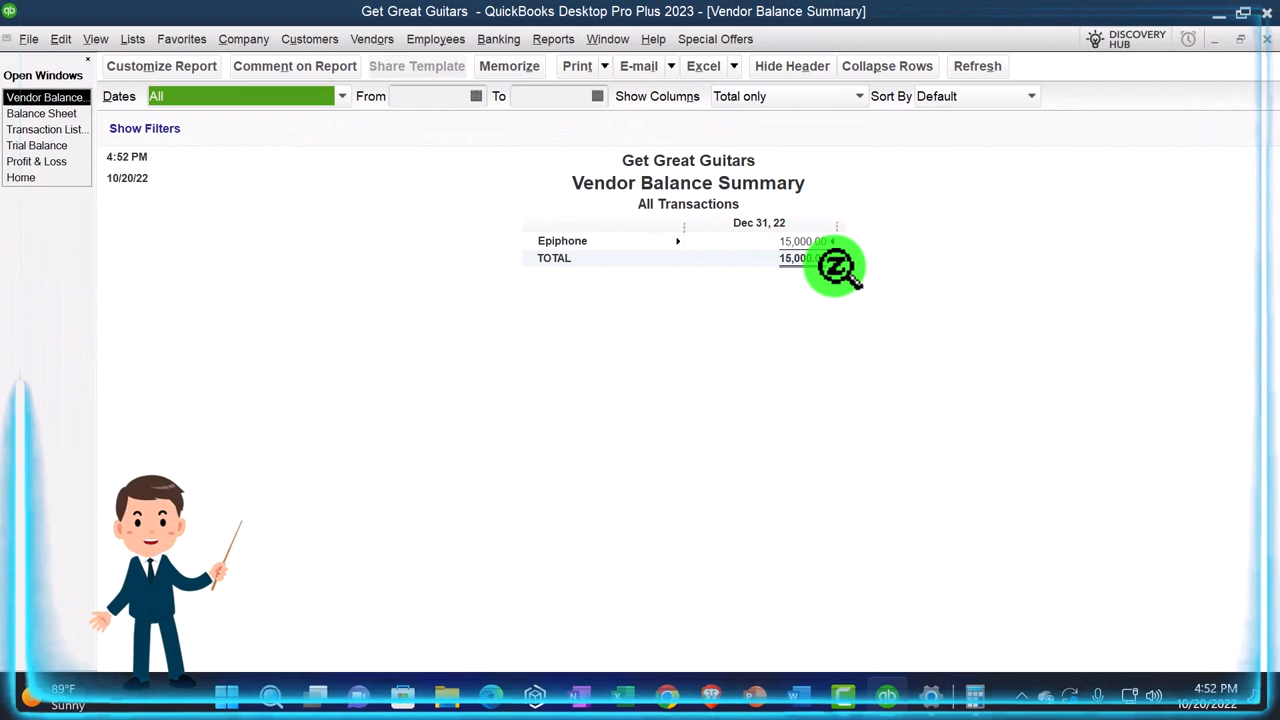 Get Great Guitars - QuickBooks Desktop Pro Plus 2023 - [Vendor Balance Summary]
File Edit View Lists Favorites Company Customers Vendors Employees Banking Reports Window Help Special Offers DISCOVERY HUB
Open Windows
Customize Report Comment on Report Share Template Memorize Print E-mail Excel Hide Header Collapse Rows Refresh
Vendor Balance...
Balance Sheet
Transaction List...
Trial Balance
Profit & Loss
Home
Dates All From To Show Columns Total only Sort By Default
Show Filters
4:52 PM
10/20/22
Get Great Guitars
Vendor Balance Summary
All Transactions
Dec 31, 22
Epiphone 15,000.00
TOTAL
89°F
Sunny
4:52 PM
10/20/2022